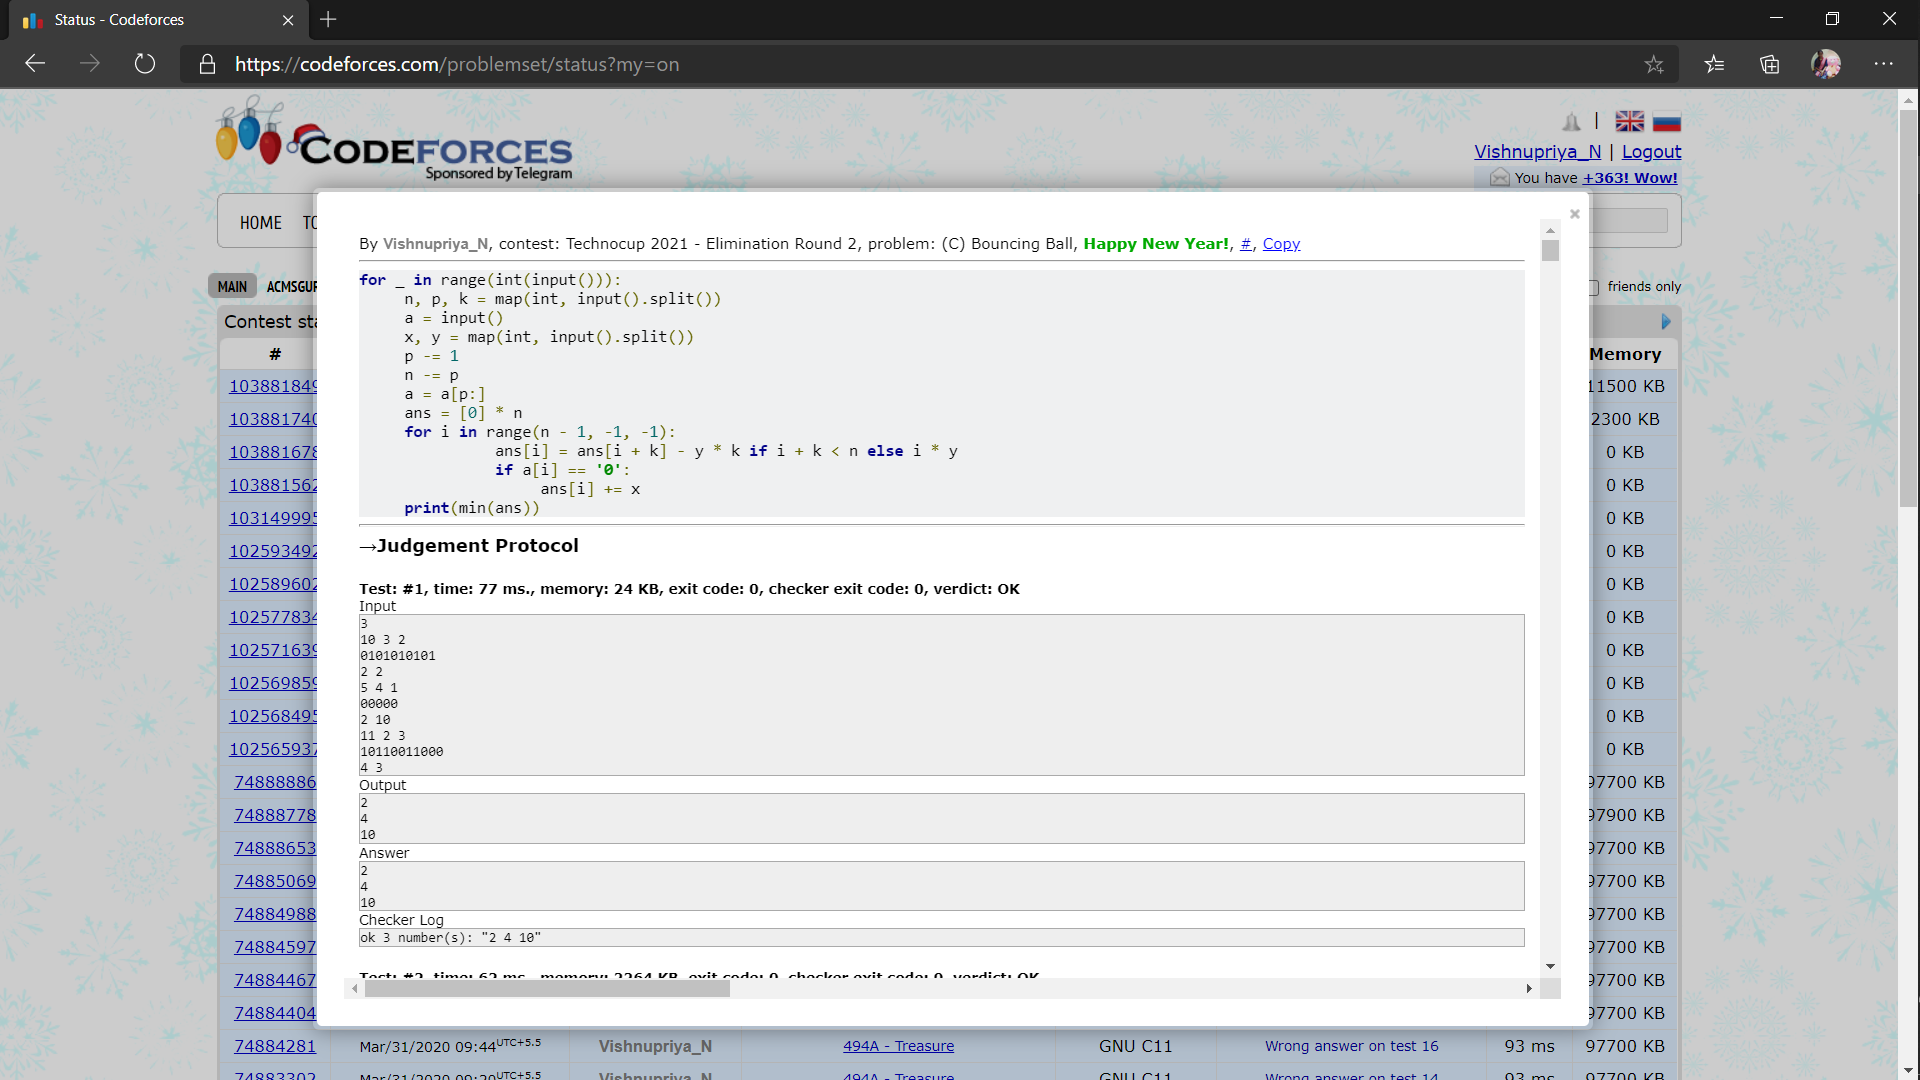 Status - Codeforces
https://codeforces.com/problemset/status?my=on
CODEFORCES
Sponsored by Telegram
Vishnupriya_N | Logout
You have +363! Wow!
HOME
MAIN
friends only
By Vishnupriya_N, contest: Technocup 2021 - Elimination Round 2, problem: (C) Bouncing Ball, Happy New Year!, #, Copy
for _ in range(int(input())):
n, p, k = map(int, input().split())
a = input()
x, y = map(int, input().split())
p -= 1
n -= p
a = a[p:]
ans = [0] * n
for i in range(n - 1, -1, -1):
ans[i] = ans[i + k] - y * k if i + k < n else i * y
if a[i] == '0':
ans[i] += x
print(min(ans))
→Judgement Protocol
Test: #1, time: 77 ms., memory: 24 KB, exit code: 0, checker exit code: 0, verdict: OK
Input
3
10 3 2
0101010101
2 2
5 4 1
00000
2 10
11 2 3
10110011000
4 3
Output
2
4
10
Answer
2
4
10
Checker Log
ok 3 number(s): "2 4 10"
Test: #2, time: 62 ms., memory: 2264 KB, exit code: 0, checker exit code: 0, verdict: OK
#
Memory
103881849 11500 KB
103881740 2300 KB
103881678 0 KB
103881562 0 KB
103149995 0 KB
102593492 0 KB
102589602 0 KB
102577834 0 KB
102571639 0 KB
102569859 0 KB
102568495 0 KB
102565937 0 KB
74888886 97700 KB
74888778 97900 KB
74888653 97700 KB
74885069 97700 KB
74884988 97700 KB
74884597 97700 KB
74884467 97700 KB
74884404 97700 KB
74884281 Mar/31/2020 09:44UTC+5.5 Vishnupriya_N 494A - Treasure GNU C11 Wrong answer on test 16 93 ms 97700 KB
74883302 Mar/31/2020 09:20UTC+5.5 Vishnupriya_N 494A - Treasure GNU C11 Wrong answer on test 14 93 ms 97700 KB